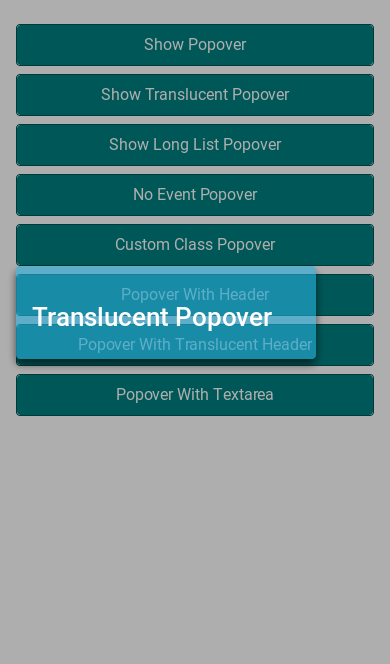 Show Popover
Show Translucent Popover
Show Long List Popover
No Event Popover
Custom Class Popover
Popover With Header
Translucent Popover
Popover With Translucent Header
Popover With Textarea